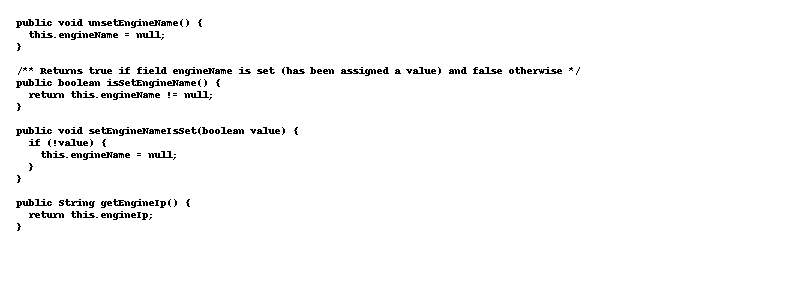 public void unsetEngineName() {
  this.engineName = null;
}

/** Returns true if field engineName is set (has been assigned a value) and false otherwise */
public boolean isSetEngineName() {
  return this.engineName != null;
}

public void setEngineNameIsSet(boolean value) {
  if (!value) {
    this.engineName = null;
  }
}

public String getEngineIp() {
  return this.engineIp;
}